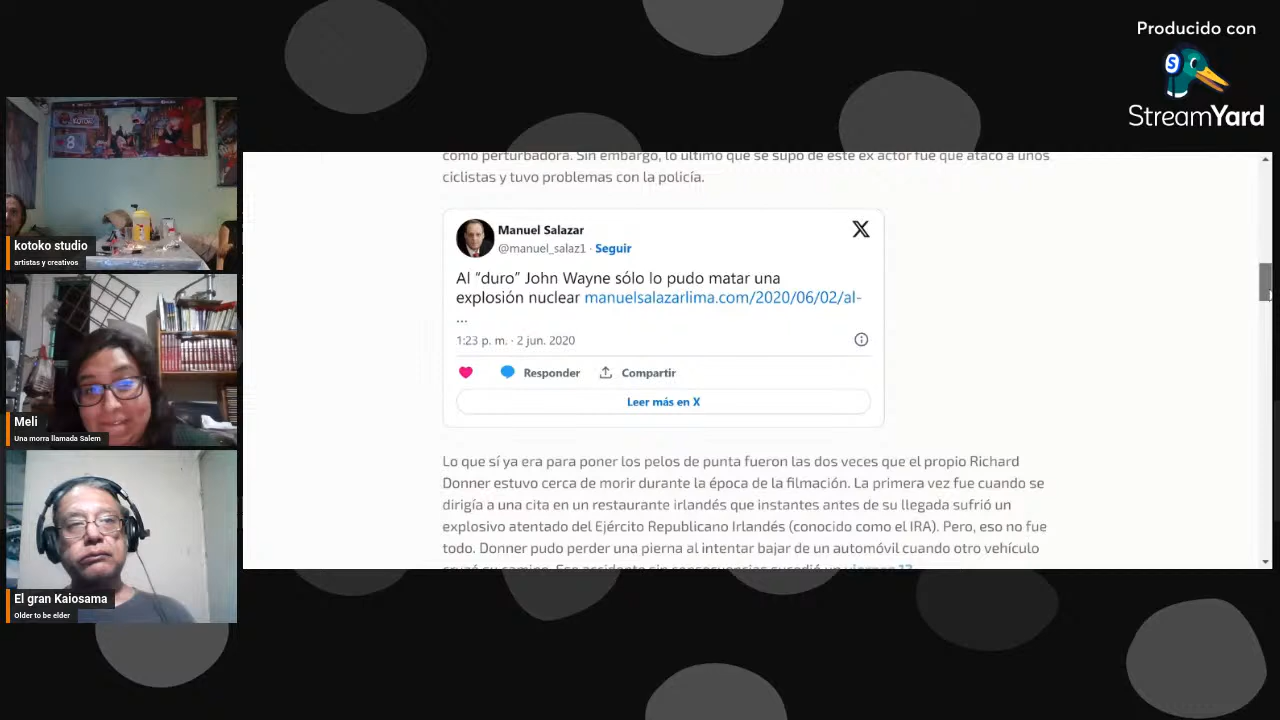 Producido con
StreamYard
kotoko studio
artistas y creativos
Meli
Una morra llamada Salem
El gran Kaiosama
Older to be elder
como perturbadora. Sin embargo, lo último que se supo de este ex actor fue que atacó a unos
ciclistas y tuvo problemas con la policía.
Manuel Salazar
@manuel_salaz1 · Seguir
Al “duro” John Wayne sólo lo pudo matar una
explosión nuclear manuelsalazarlima.com/2020/06/02/al-
...
1:23 p. m. · 2 jun. 2020
Responder
Compartir
Leer más en X
Lo que sí ya era para poner los pelos de punta fueron las dos veces que el propio Richard
Donner estuvo cerca de morir durante la época de la filmación. La primera vez fue cuando se
dirigía a una cita en un restaurante irlandés que instantes antes de su llegada sufrió un
explosivo atentado del Ejército Republicano Irlandés (conocido como el IRA). Pero, eso no fue
todo. Donner pudo perder una pierna al intentar bajar de un automóvil cuando otro vehículo